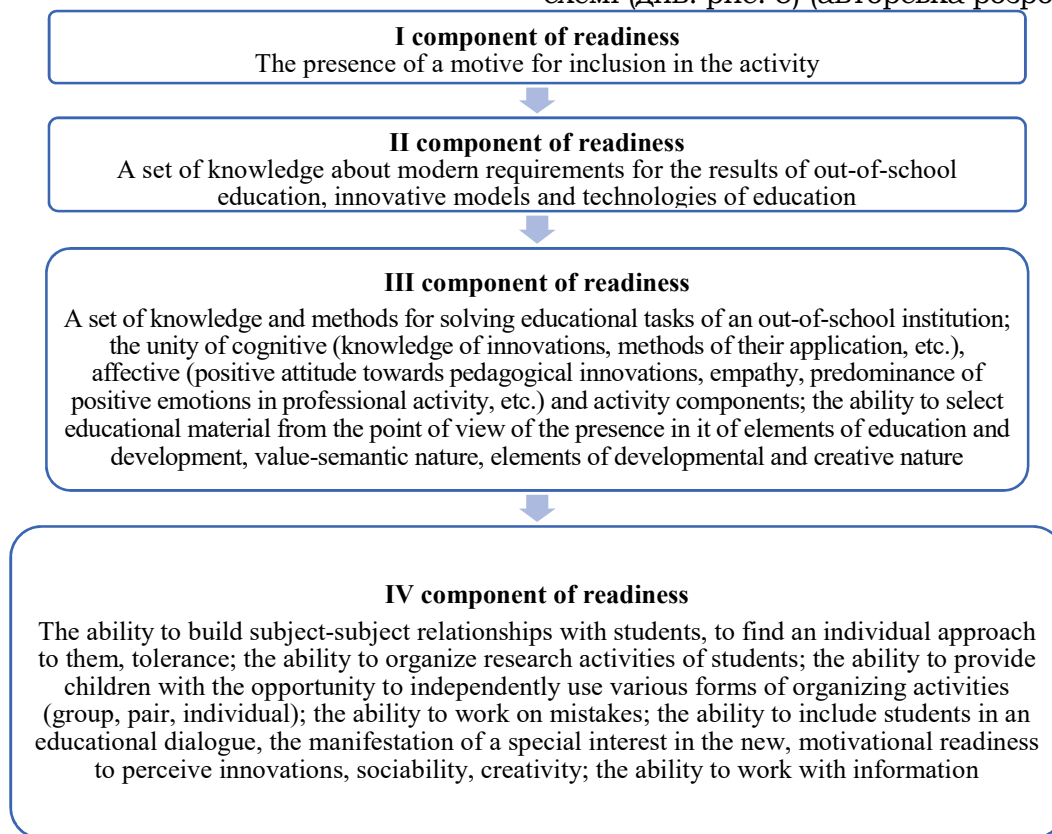 схемі (див. рис. 6) (авторська розро
I component of readiness
The presence of a motive for inclusion in the activity
II component of readiness
A set of knowledge about modern requirements for the results of out-of-school
education, innovative models and technologies of education
III component of readiness
A set of knowledge and methods for solving educational tasks of an out-of-school institution;
the unity of cognitive (knowledge of innovations, methods of their application, etc.),
affective (positive attitude towards pedagogical innovations, empathy, predominance of
positive emotions in professional activity, etc.) and activity components; the ability to select
educational material from the point of view of the presence in it of elements of education and
development, value-semantic nature, elements of developmental and creative nature
IV component of readiness
The ability to build subject-subject relationships with students, to find an individual approach
to them, tolerance; the ability to organize research activities of students; the ability to provide
children with the opportunity to independently use various forms of organizing activities
(group, pair, individual); the ability to work on mistakes; the ability to include students in an
educational dialogue, the manifestation of a special interest in the new, motivational readiness
to perceive innovations, sociability, creativity; the ability to work with information